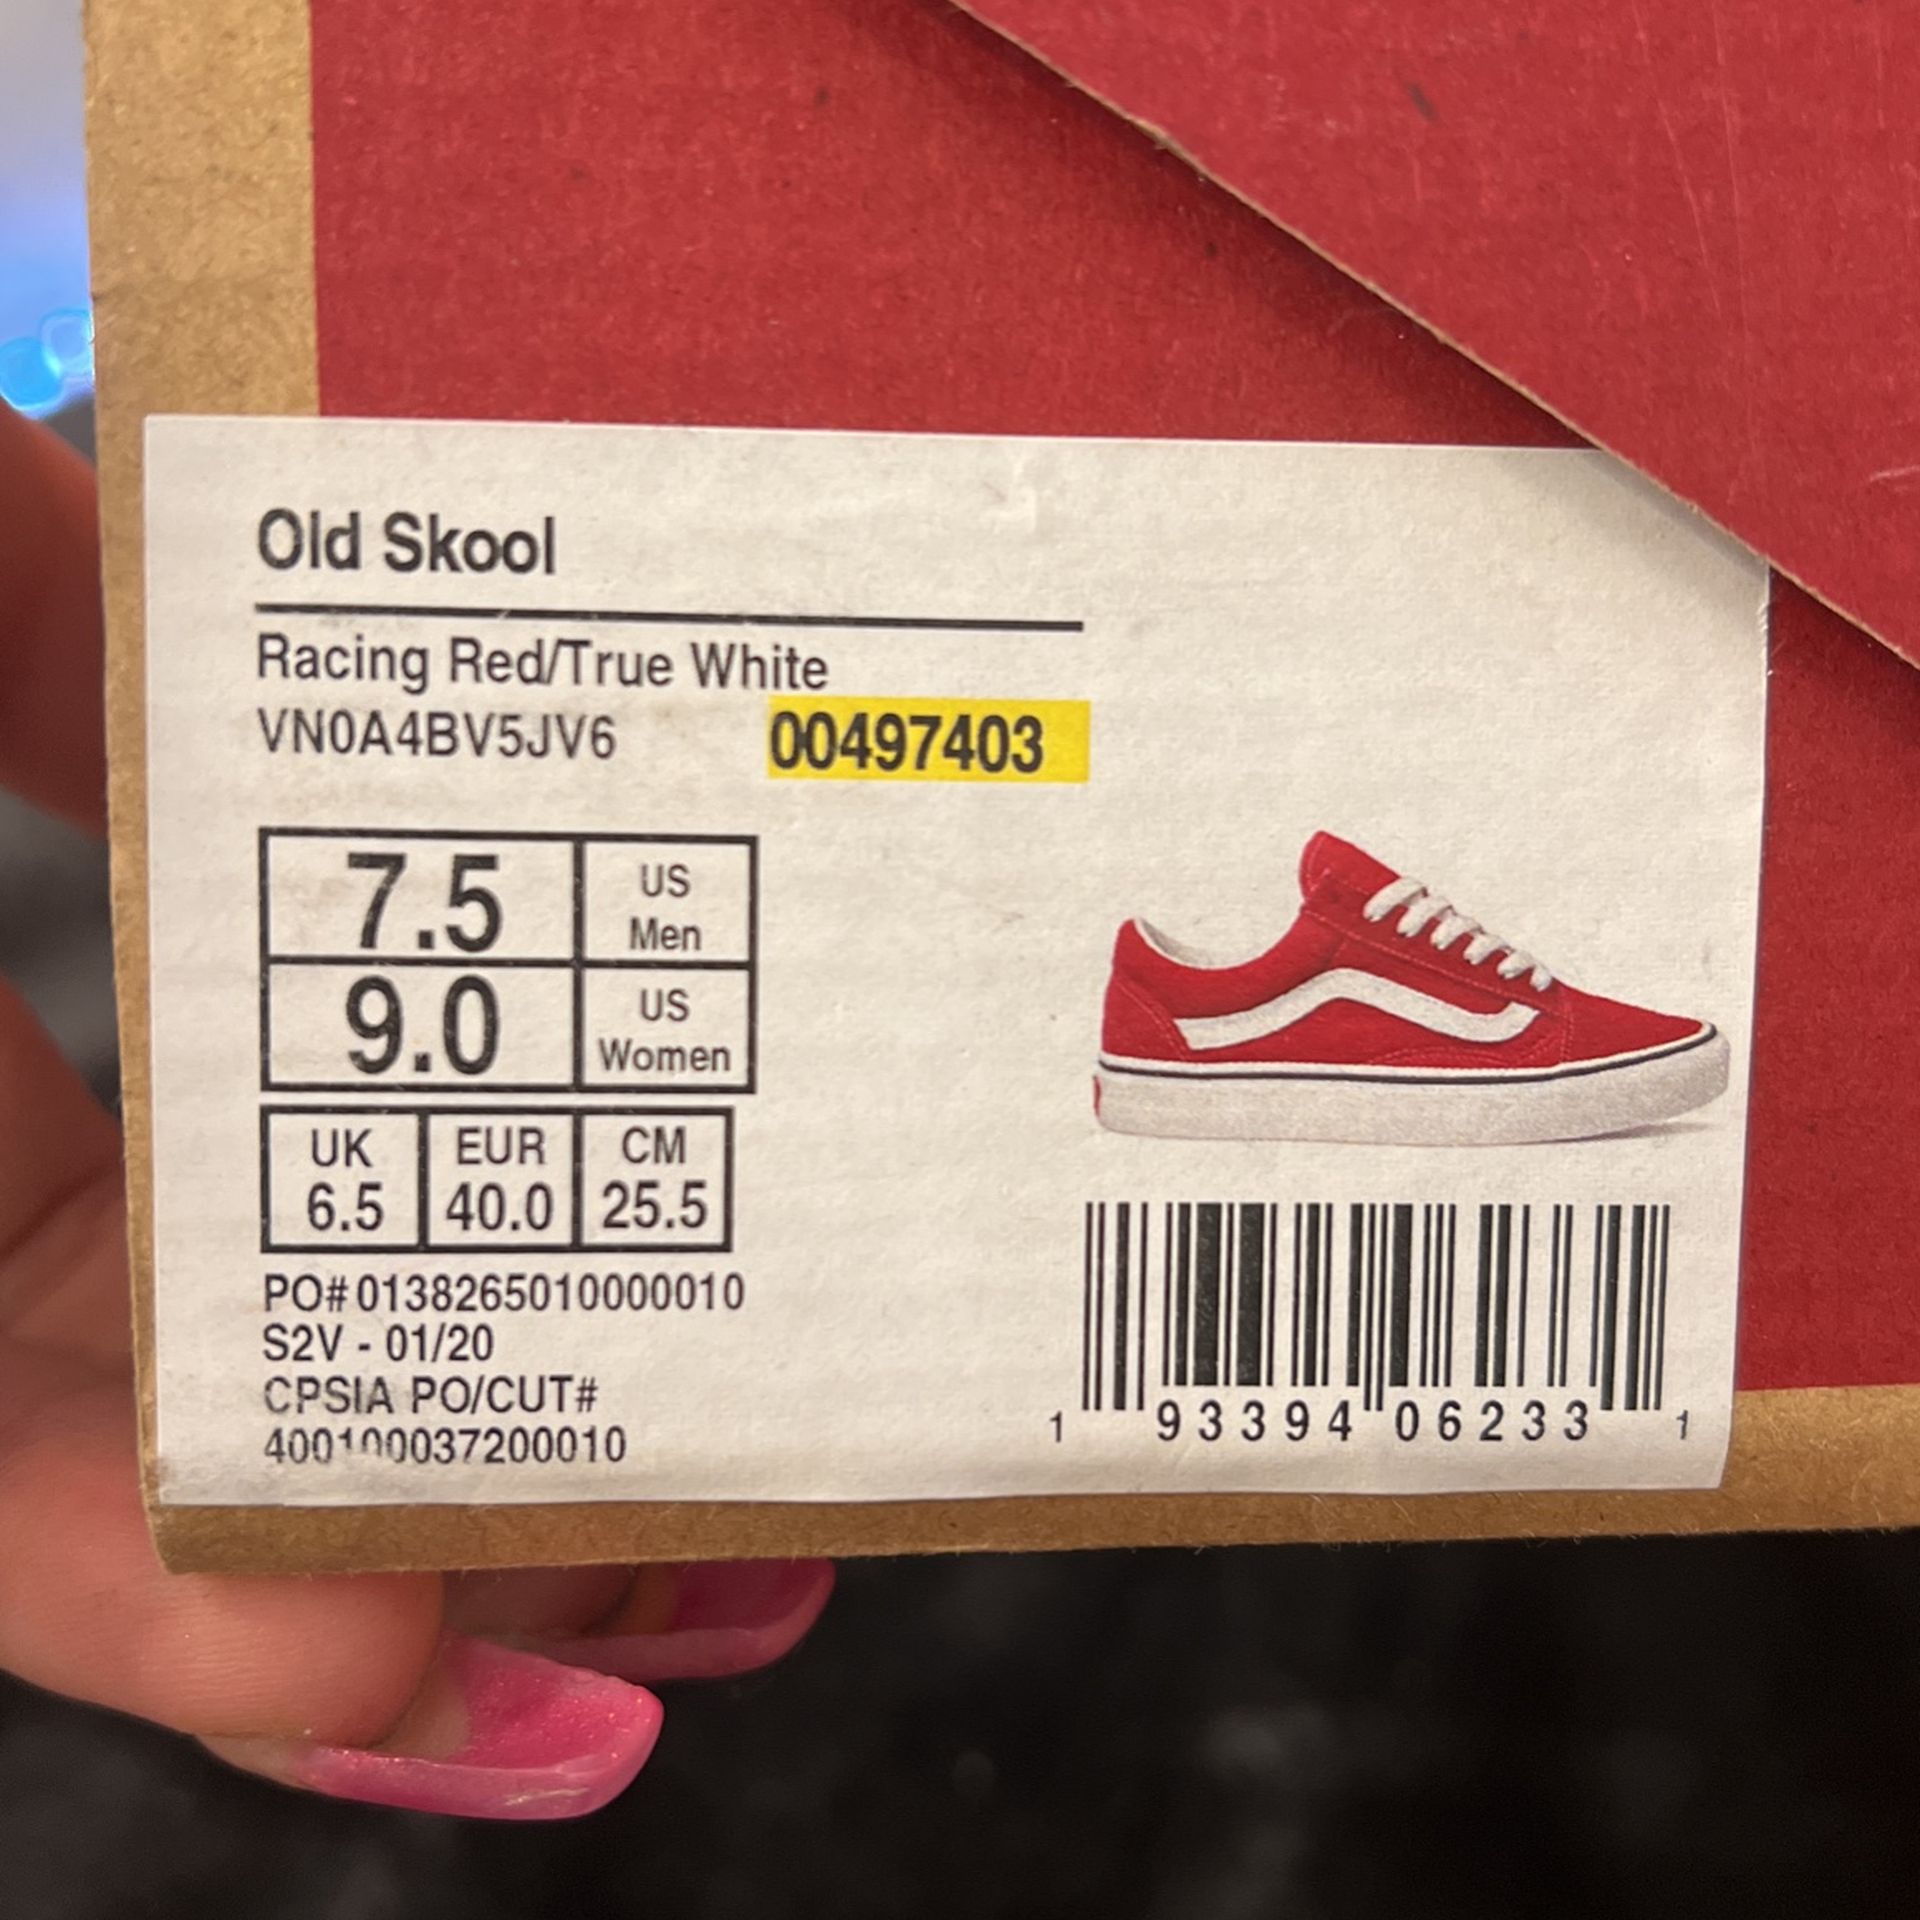 Old Skool
Racing Red/True White
VN0A4BV5JV6 00497403
7.5 US Men
9.0 US Women
UK EUR CM
6.5 40.0 25.5
PO#0138265010000010
S2V - 01/20
CPSIA PO/CUT#
400100037200010
1 93394 06233 1